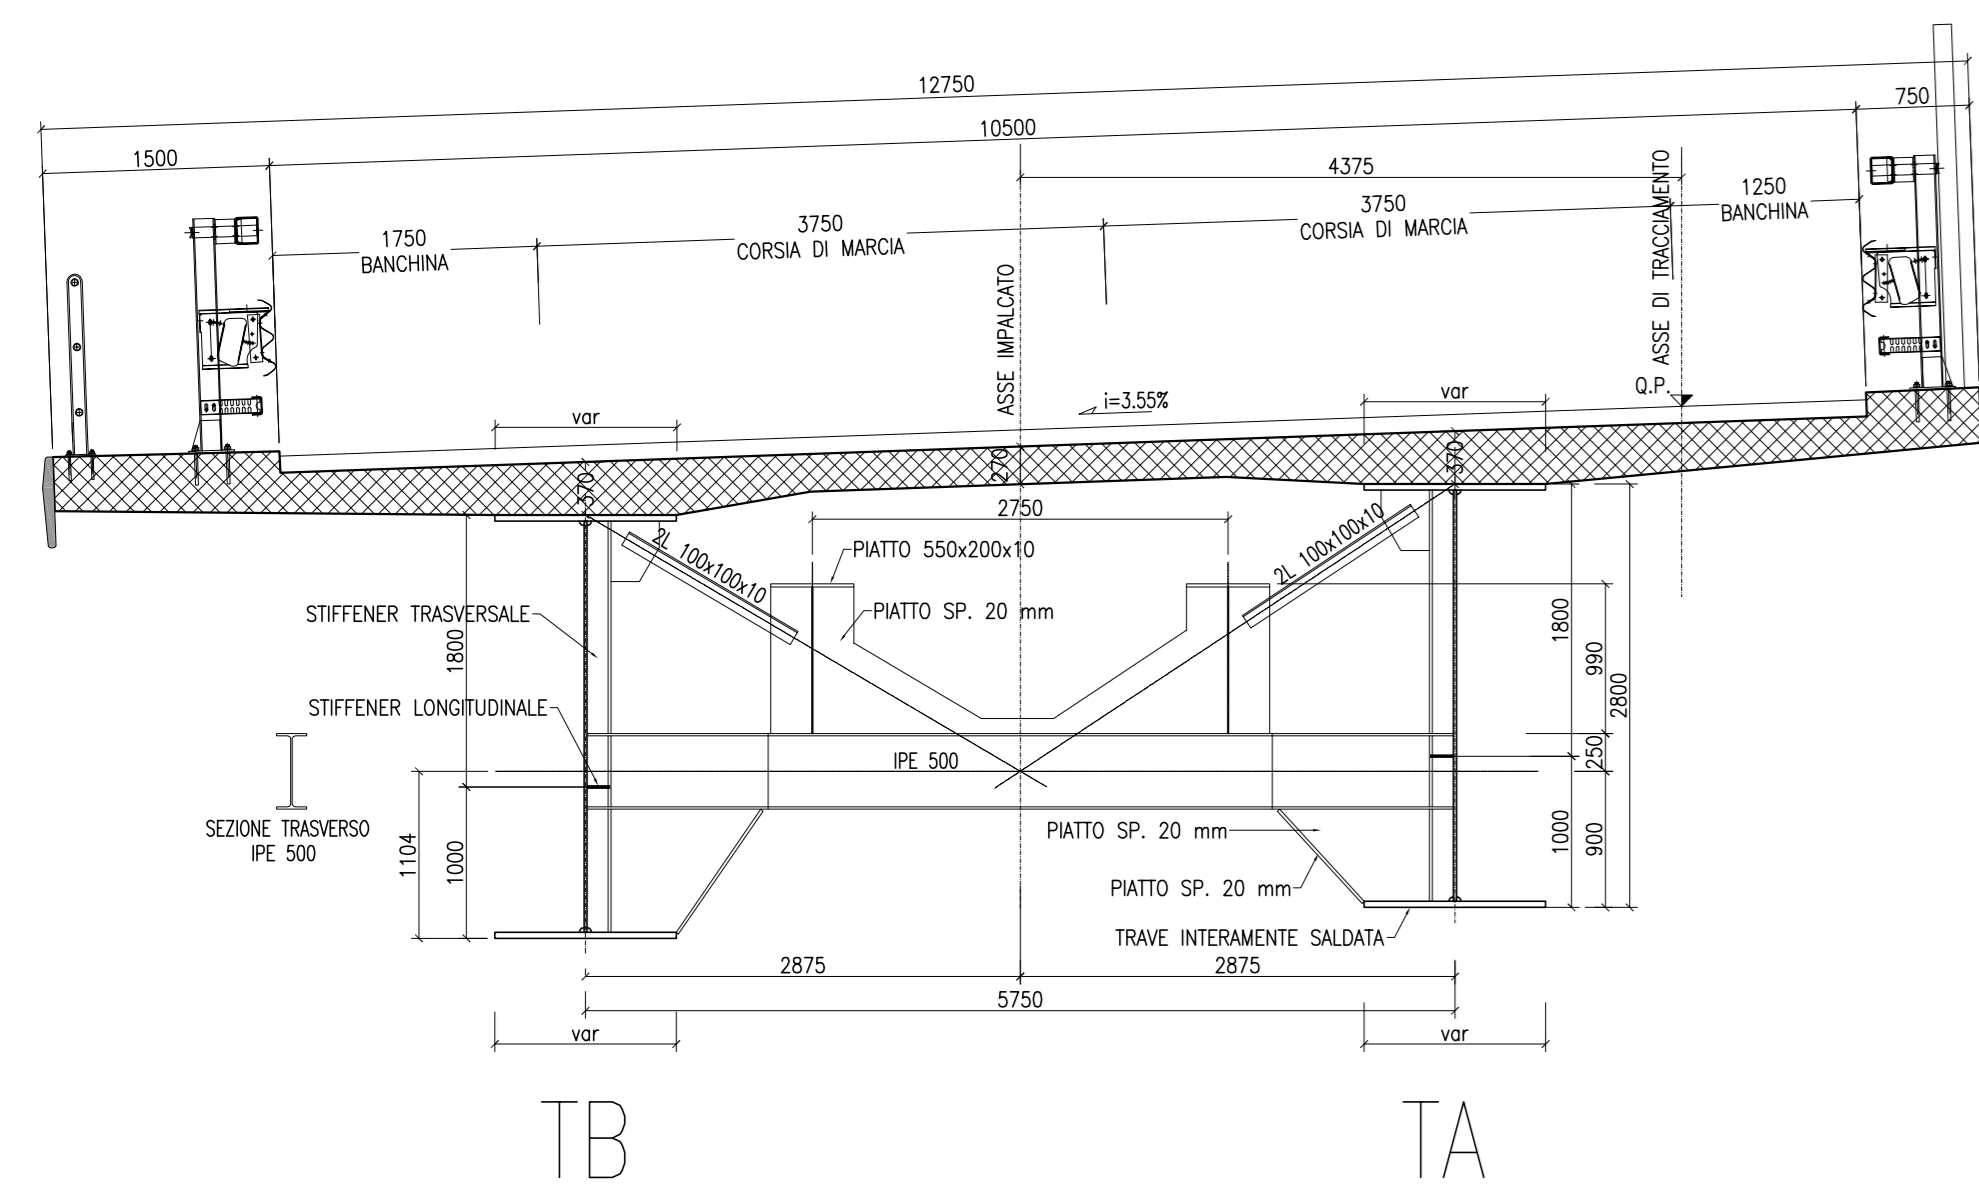 12750
750
10500
1500
4375
ASSE DI TRACCIAMENTO
1250
BANCHINA
3750
CORSIA DI MARCIA
3750
CORSIA DI MARCIA
1750
BANCHINA
ASSE IMPALCATO
Q.P.
i=3.55%
var
var
370
270
370
2750
2L 100x100x10
2L 100x100x10
PIATTO 550x200x10
PIATTO SP. 20 mm
STIFFENER TRASVERSALE
1800
1800
990
2800
STIFFENER LONGITUDINALE
IPE 500
250
SEZIONE TRASVERSO
IPE 500
1104
1000
PIATTO SP. 20 mm
1000
900
PIATTO SP. 20 mm
TRAVE INTERAMENTE SALDATA
2875
2875
5750
var
var
TB
TA